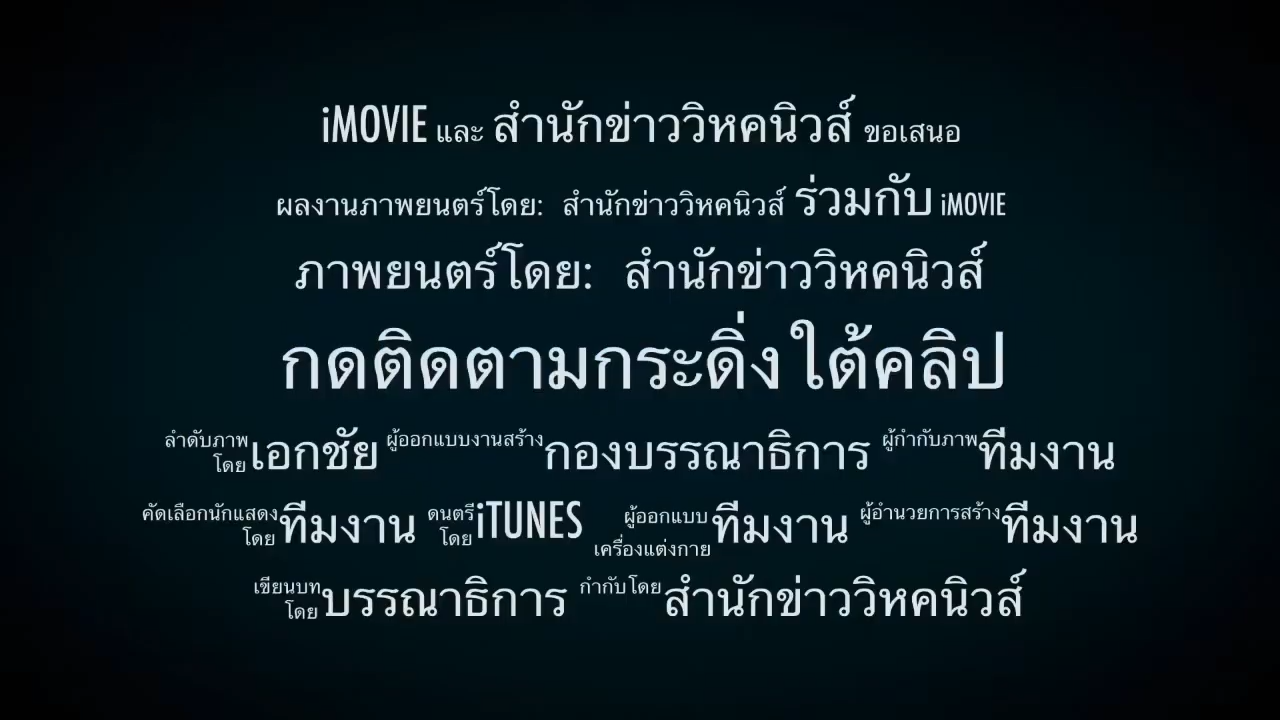 iMOVIE และ สำนักข่าววิหคนิวส์ ขอเสนอ
ผลงานภาพยนตร์โดย: สำนักข่าววิหคนิวส์ ร่วมกับ iMOVIE
ภาพยนตร์โดย: สำนักข่าววิหคนิวส์
กดติดตามกระดิ่ง ใต้คลิป
ลำดับภาพโดย เอกชัย ผู้ออกแบบงานสร้าง กองบรรณาธิการ ผู้กำกับภาพ ทีมงาน
คัดเลือกนักแสดงโดย ทีมงาน ดนตรีโดย iTUNES ผู้ออกแบบเครื่องแต่งกาย ทีมงาน ผู้อำนวยการสร้าง ทีมงาน
เขียนบทโดย บรรณาธิการ กำกับโดย สำนักข่าววิหคนิวส์